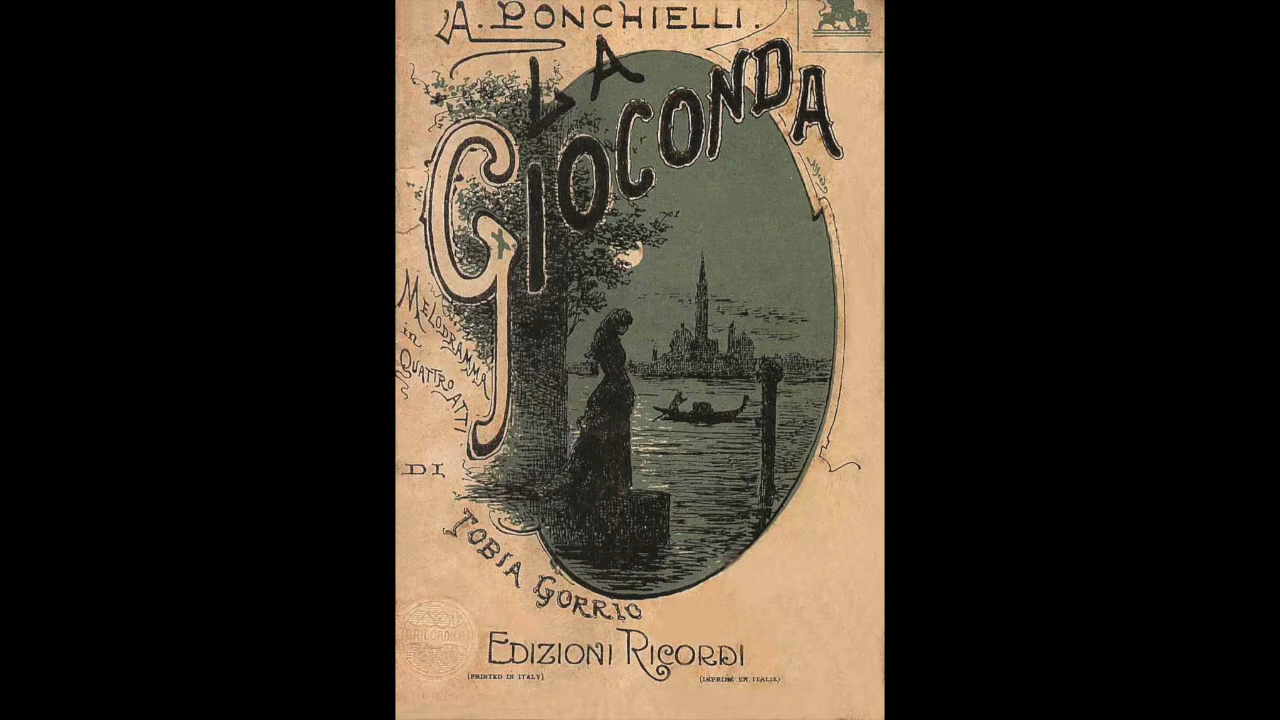 A. PONCHIELLI.
LA
GIOCONDA
MELODRAMMA
in
QUATTRO ATTI
DI
TOBIA GORRIO
EDIZIONI RICORDI
(PRINTED IN ITALY)
(IMPRIMÉ EN ITALIE)